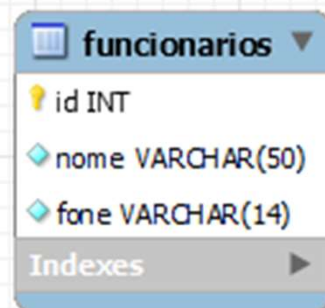 funcionarios
id INT
nome VARCHAR(50)
fone VARCHAR(14)
Indexes